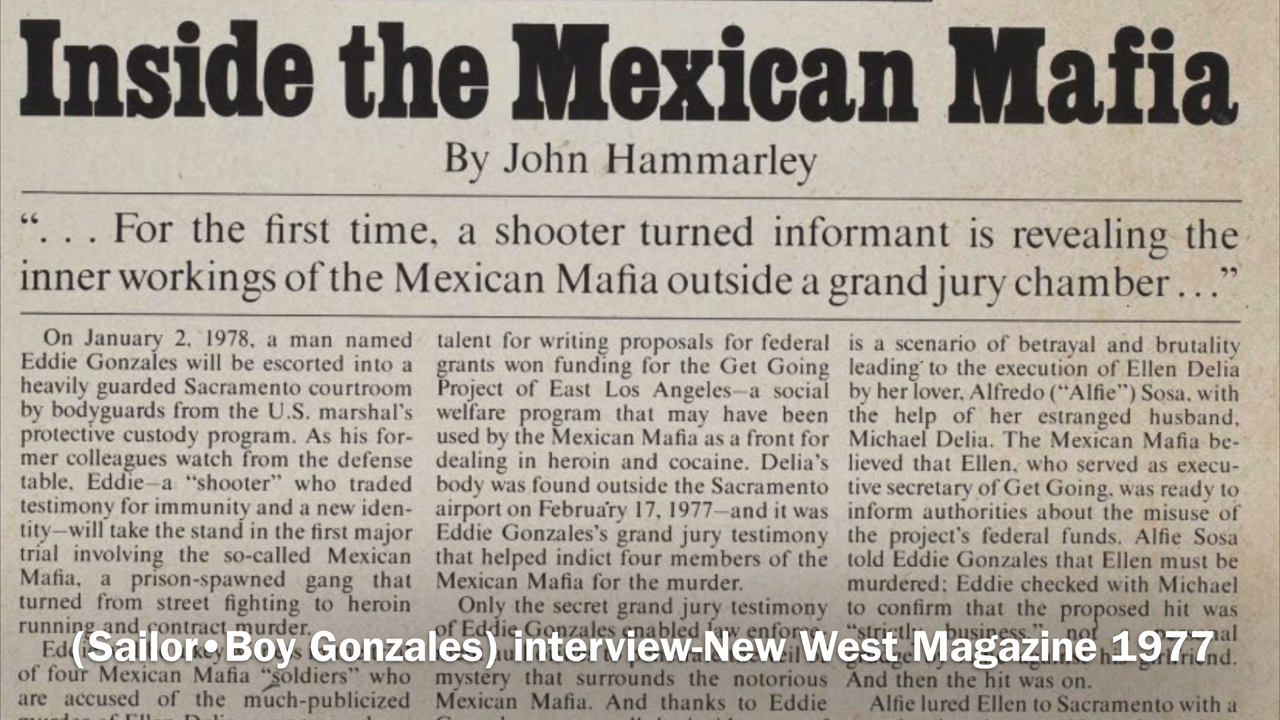 Inside the Mexican Mafia
By John Hammarley
“. . . For the first time, a shooter turned informant is revealing the
inner workings of the Mexican Mafia outside a grand jury chamber . . .”
On January 2, 1978, a man named
Eddie Gonzales will be escorted into a
heavily guarded Sacramento courtroom
by bodyguards from the U.S. marshal's
protective custody program. As his for-
mer colleagues watch from the defense
table, Eddie—a “shooter” who traded
testimony for immunity and a new iden-
tity—will take the stand in the first major
trial involving the so-called Mexican
Mafia, a prison-spawned gang that
turned from street fighting to heroin
running and contract murder.
of four Mexican Mafia “soldiers” who
are accused of the much-publicized
murder of Ellen Delia
talent for writing proposals for federal
grants won funding for the Get Going
Project of East Los Angeles—a social
welfare program that may have been
used by the Mexican Mafia as a front for
dealing in heroin and cocaine. Delia's
body was found outside the Sacramento
airport on February 17, 1977—and it was
Eddie Gonzales's grand jury testimony
that helped indict four members of the
Mexican Mafia for the murder.
Only the secret grand jury testimony
of Eddie Gonzales enabled law enforce-
mystery that surrounds the notorious
Mexican Mafia. And thanks to Eddie
is a scenario of betrayal and brutality
leading to the execution of Ellen Delia
by her lover, Alfredo (“Alfie”) Sosa, with
the help of her estranged husband,
Michael Delia. The Mexican Mafia be-
lieved that Ellen, who served as execu-
tive secretary of Get Going, was ready to
inform authorities about the misuse of
the project's federal funds. Alfie Sosa
told Eddie Gonzales that Ellen must be
murdered; Eddie checked with Michael
to confirm that the proposed hit was
“strictly business,” not
girlfriend.
And then the hit was on.
Alfie lured Ellen to Sacramento with a
(Sailor•Boy Gonzales) interview-New West Magazine 1977